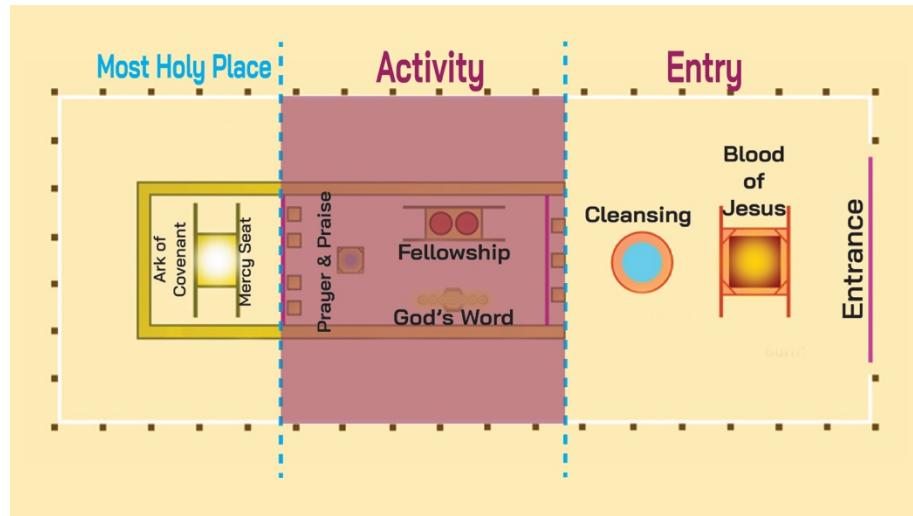 Most Holy Place
Activity
Entry
Ark of
Covenant
Mercy Seat
Prayer & Praise
Fellowship
God's Word
Cleansing
Blood
of
Jesus
Entrance